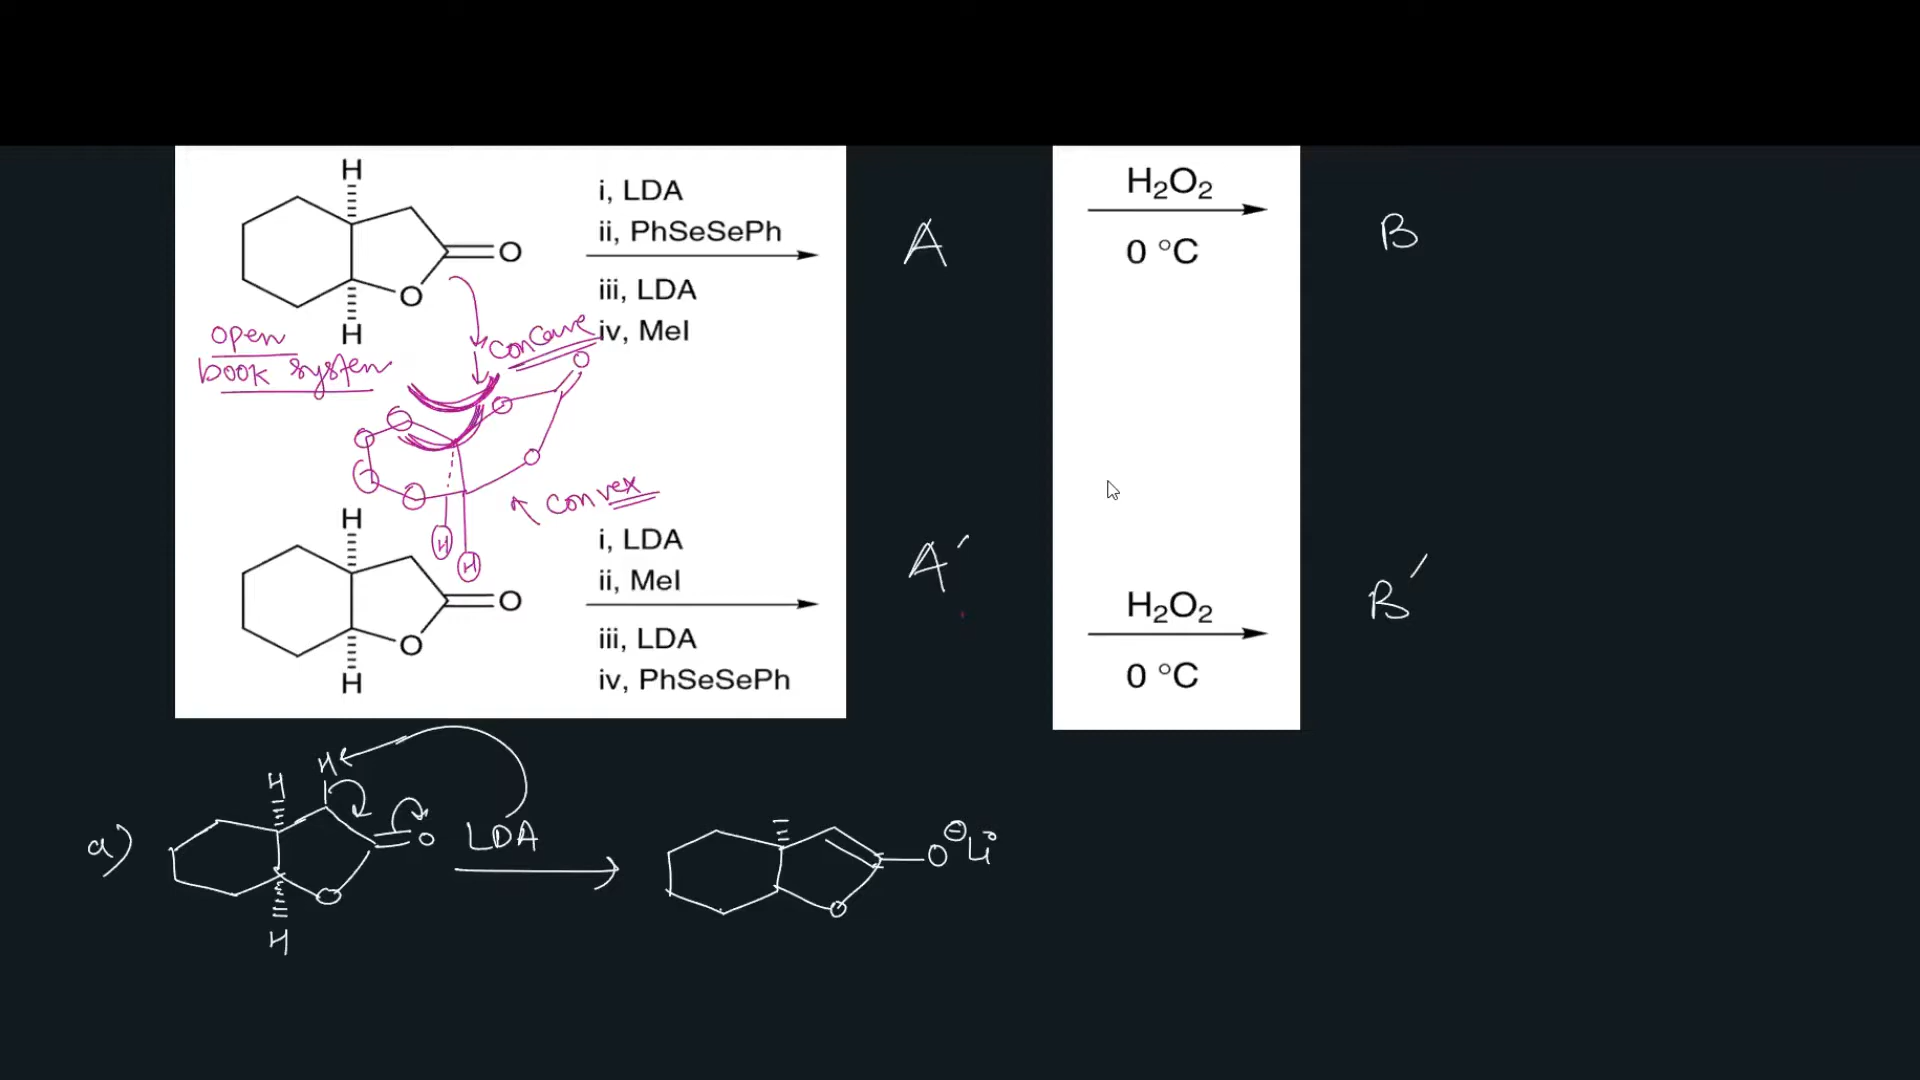 H
i, LDA
ii, PhSeSePh
O
O
iii, LDA
iv, MeI
H
A
H₂O₂
0 °C
B
open
book system
concave
O
O
convex
H
H
H
i, LDA
ii, MeI
O
O
iii, LDA
iv, PhSeSePh
H
A′
H₂O₂
0 °C
B′
a)
H
H
O
O
H
LDA
O⊖ Li
O